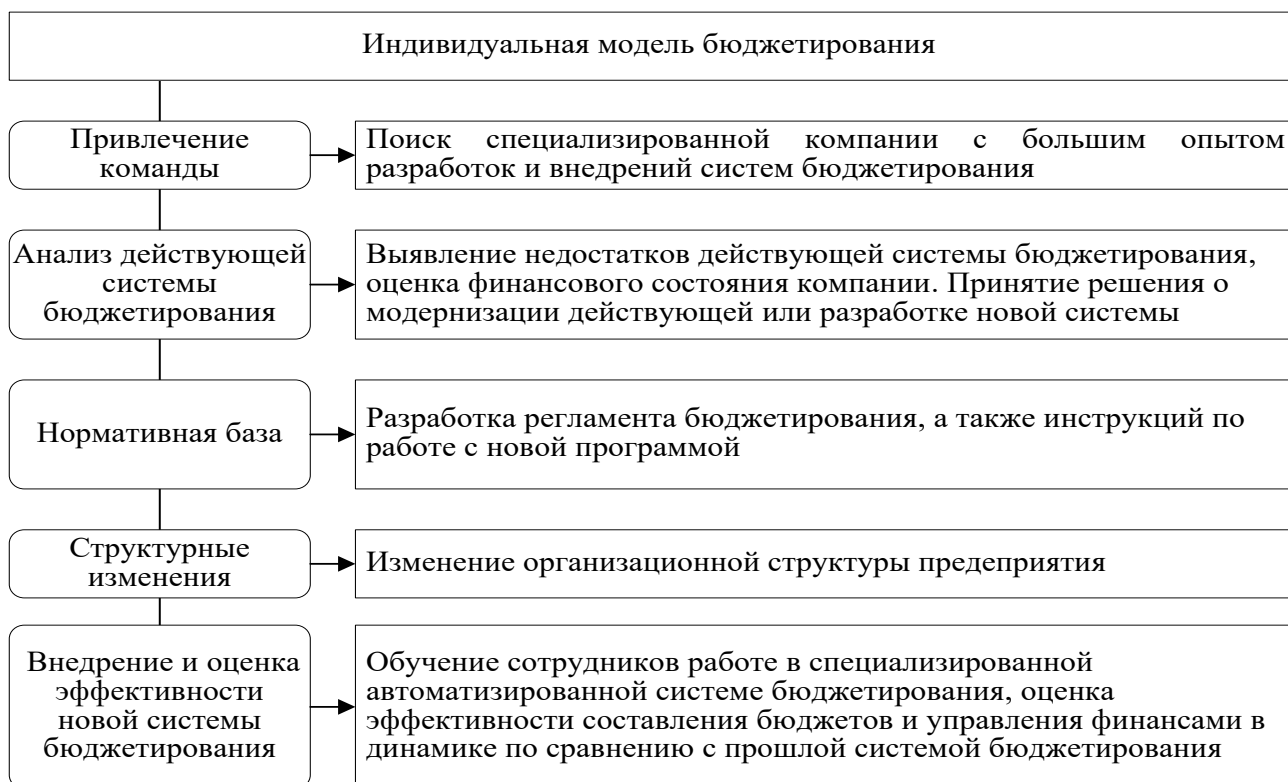 Индивидуальная модель бюджетирования
Привлечение
команды
Поиск специализированной компании с большим опытом
разработок и внедрений систем бюджетирования
Анализ действующей
системы
бюджетирования
Выявление недостатков действующей системы бюджетирования,
оценка финансового состояния компании. Принятие решения о
модернизации действующей или разработке новой системы
Нормативная база
Разработка регламента бюджетирования, а также инструкций по
работе с новой программой
Структурные
изменения
Изменение организационной структуры предеприятия
Внедрение и оценка
эффективности
новой системы
бюджетирования
Обучение сотрудников работе в специализированной
автоматизированной системе бюджетирования, оценка
эффективности составления бюджетов и управления финансами в
динамике по сравнению с прошлой системой бюджетирования